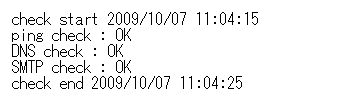 check start 2009/10/07 11:04:15
ping check : OK
DNS check : OK
SMTP check : OK
check end 2009/10/07 11:04:25